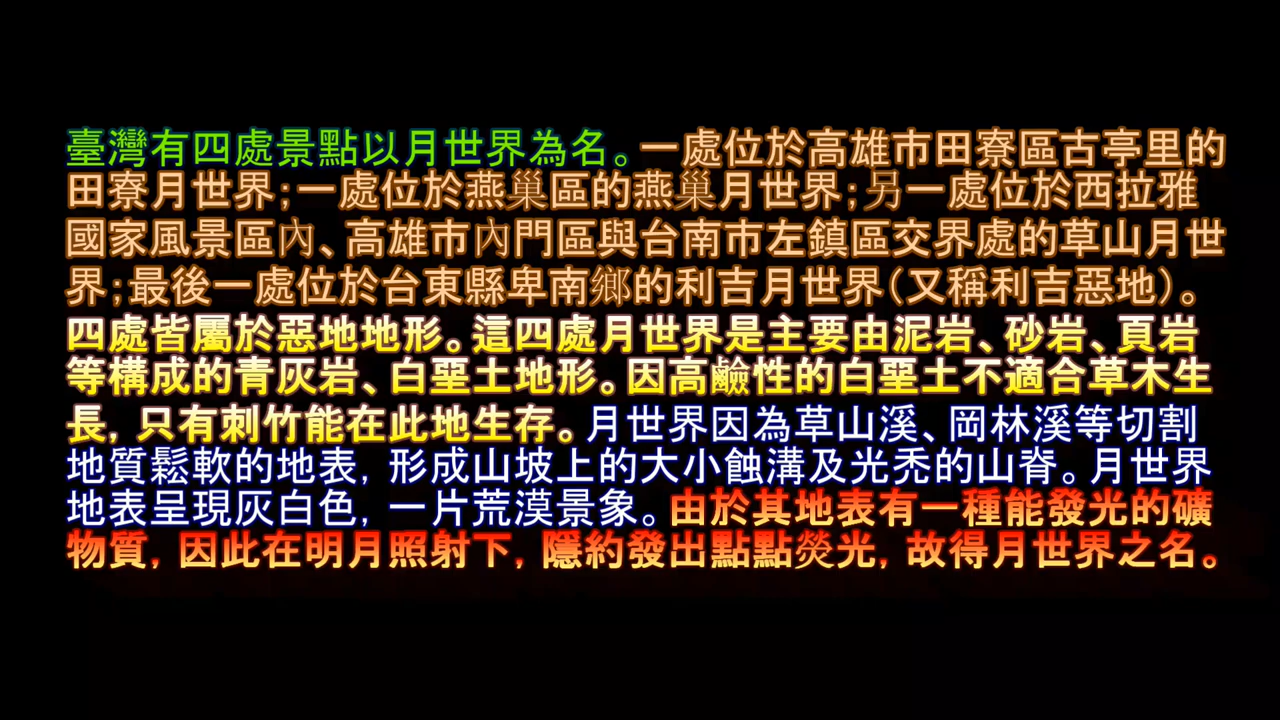 臺灣有四處景點以月世界為名。一處位於高雄市田寮區古亭里的
田寮月世界；一處位於燕巢區的燕巢月世界；另一處位於西拉雅
國家風景區內、高雄市內門區與台南市左鎮區交界處的草山月世
界；最後一處位於台東縣卑南鄉的利吉月世界（又稱利吉惡地）。
四處皆屬於惡地地形。這四處月世界是主要由泥岩、砂岩、頁岩
等構成的青灰岩、白堊土地形。因高鹼性的白堊土不適合草木生
長，只有刺竹能在此地生存。月世界因為草山溪、岡林溪等切割
地質鬆軟的地表，形成山坡上的大小蝕溝及光禿的山脊。月世界
地表呈現灰白色，一片荒漠景象。由於其地表有一種能發光的礦
物質，因此在明月照射下，隱約發出點點熒光，故得月世界之名。